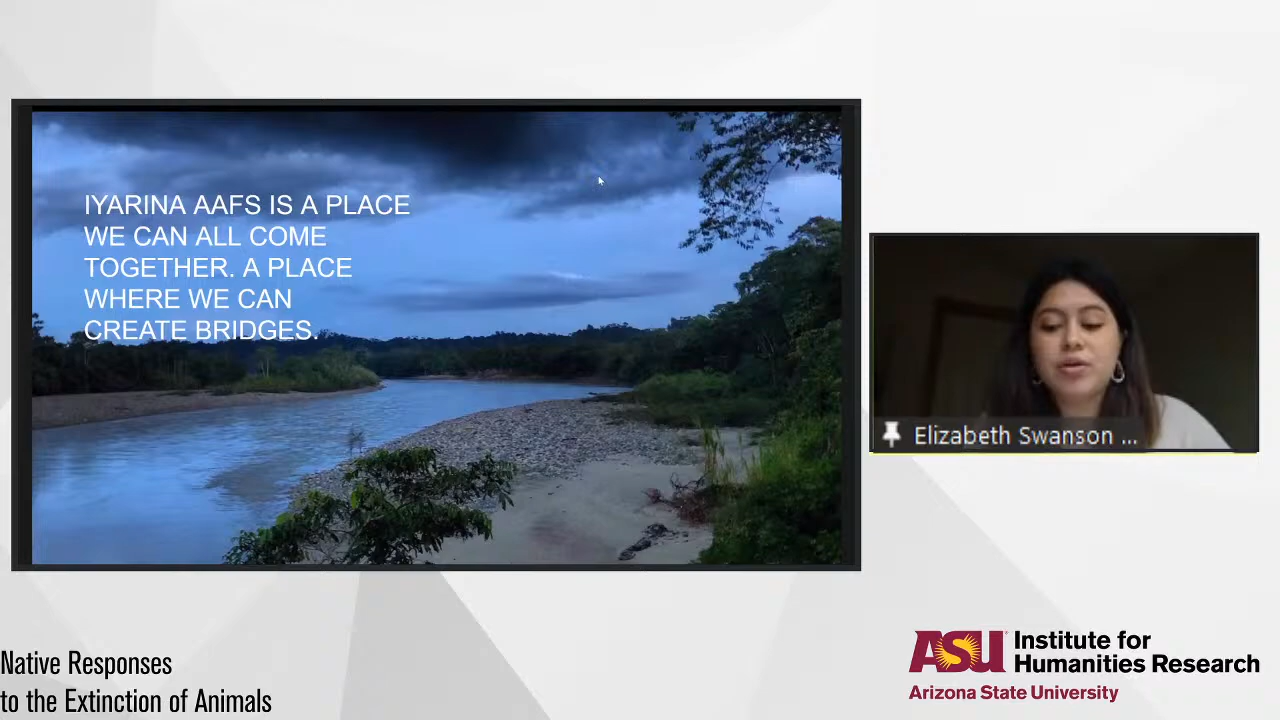 IYARINA AAFS IS A PLACE
WE CAN ALL COME
TOGETHER. A PLACE
WHERE WE CAN
CREATE BRIDGES.
Elizabeth Swanson ...
Native Responses
to the Extinction of Animals
ASU Institute for
Humanities Research
Arizona State University